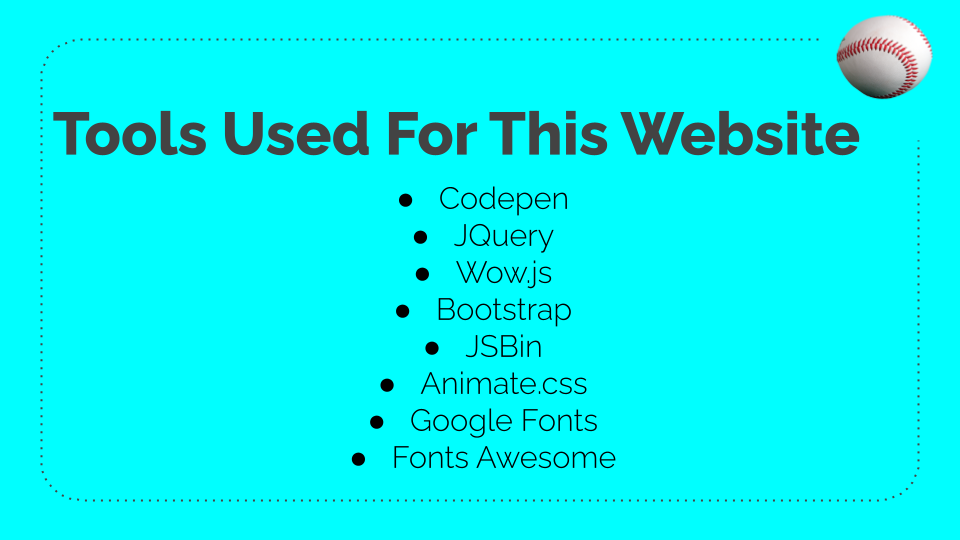 Tools Used For This Website
● Codepen
● JQuery
● Wow.js
● Bootstrap
● JSBin
● Animate.css
● Google Fonts
● Fonts Awesome